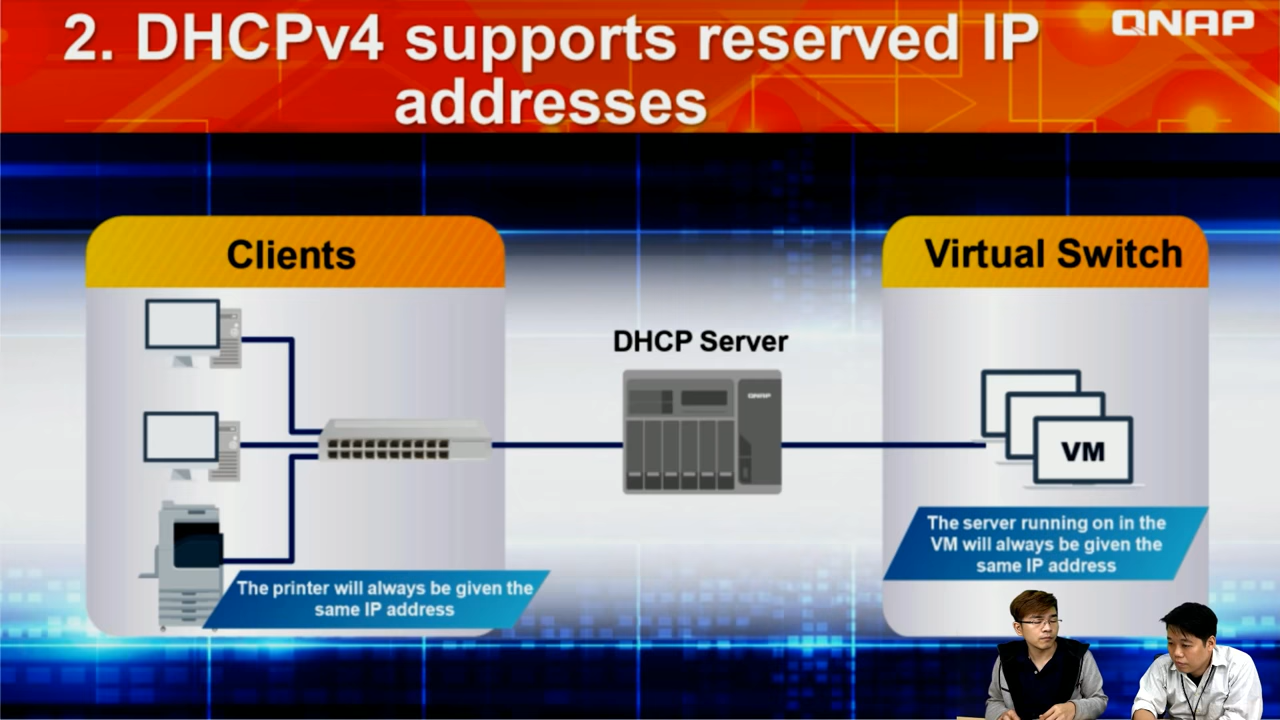 2. DHCPv4 supports reserved IP
addresses
QNAP
Clients
Virtual Switch
DHCP Server
QNAP
VM
The server running on in the
VM will always be given the
same IP address
The printer will always be given the
same IP address